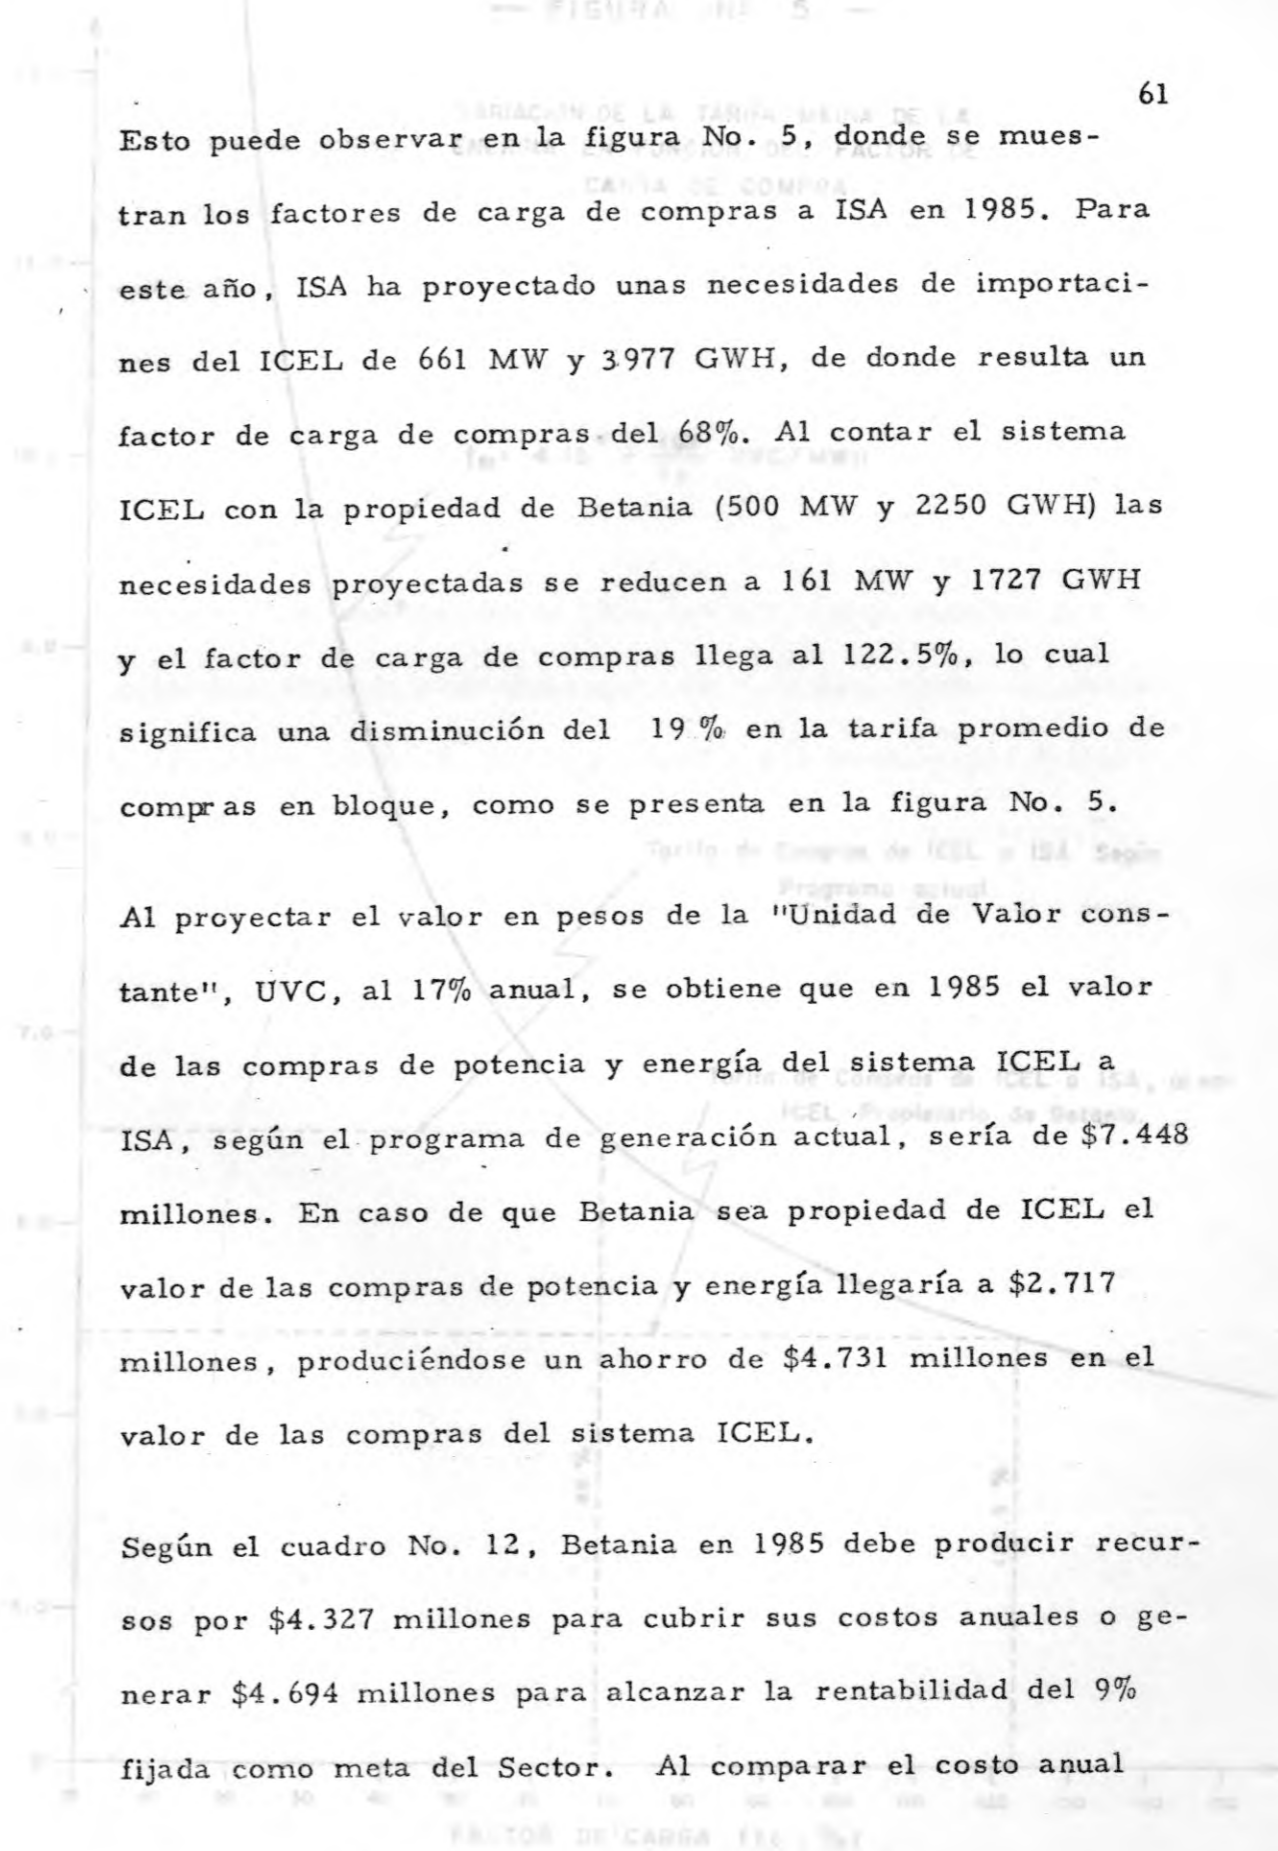 61
Esto puede observar en la figura No. 5, donde se mues-
tran los factores de carga de compras a ISA en 1985. Para
este año, ISA ha proyectado unas necesidades de importaci-
nes del ICEL de 661 MW y 3977 GWH, de donde resulta un
factor de carga de compras del 68%. Al contar el sistema
ICEL con la propiedad de Betania (500 MW y 2250 GWH) las
necesidades proyectadas se reducen a 161 MW y 1727 GWH
y el factor de carga de compras llega al 122.5%, lo cual
significa una disminución del 19 % en la tarifa promedio de
compras en bloque, como se presenta en la figura No. 5.
Al proyectar el valor en pesos de la "Unidad de Valor cons-
tante", UVC, al 17% anual, se obtiene que en 1985 el valor
de las compras de potencia y energía del sistema ICEL a
ISA, según el programa de generación actual, sería de $7.448
millones. En caso de que Betania sea propiedad de ICEL el
valor de las compras de potencia y energía llegaría a $2.717
millones, produciéndose un ahorro de $4.731 millones en el
valor de las compras del sistema ICEL.
Según el cuadro No. 12, Betania en 1985 debe producir recur-
sos por $4.327 millones para cubrir sus costos anuales o ge-
nerar $4.694 millones para alcanzar la rentabilidad del 9%
fijada como meta del Sector. Al comparar el costo anual